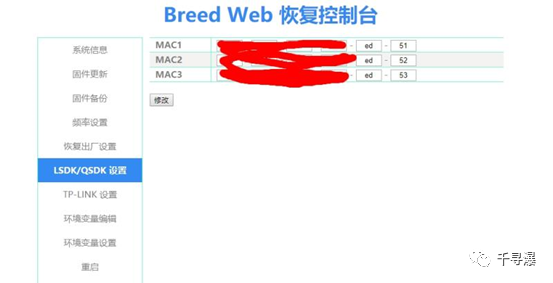 Breed Web 恢复控制台
系统信息
固件更新
固件备份
频率设置
恢复出厂设置
LSDK/QSDK 设置
TP-LINK 设置
环境变量编辑
环境变量设置
重启
MAC1 - ed - 51
MAC2 - ed - 52
MAC3 - ed - 53
修改
千寻瀑